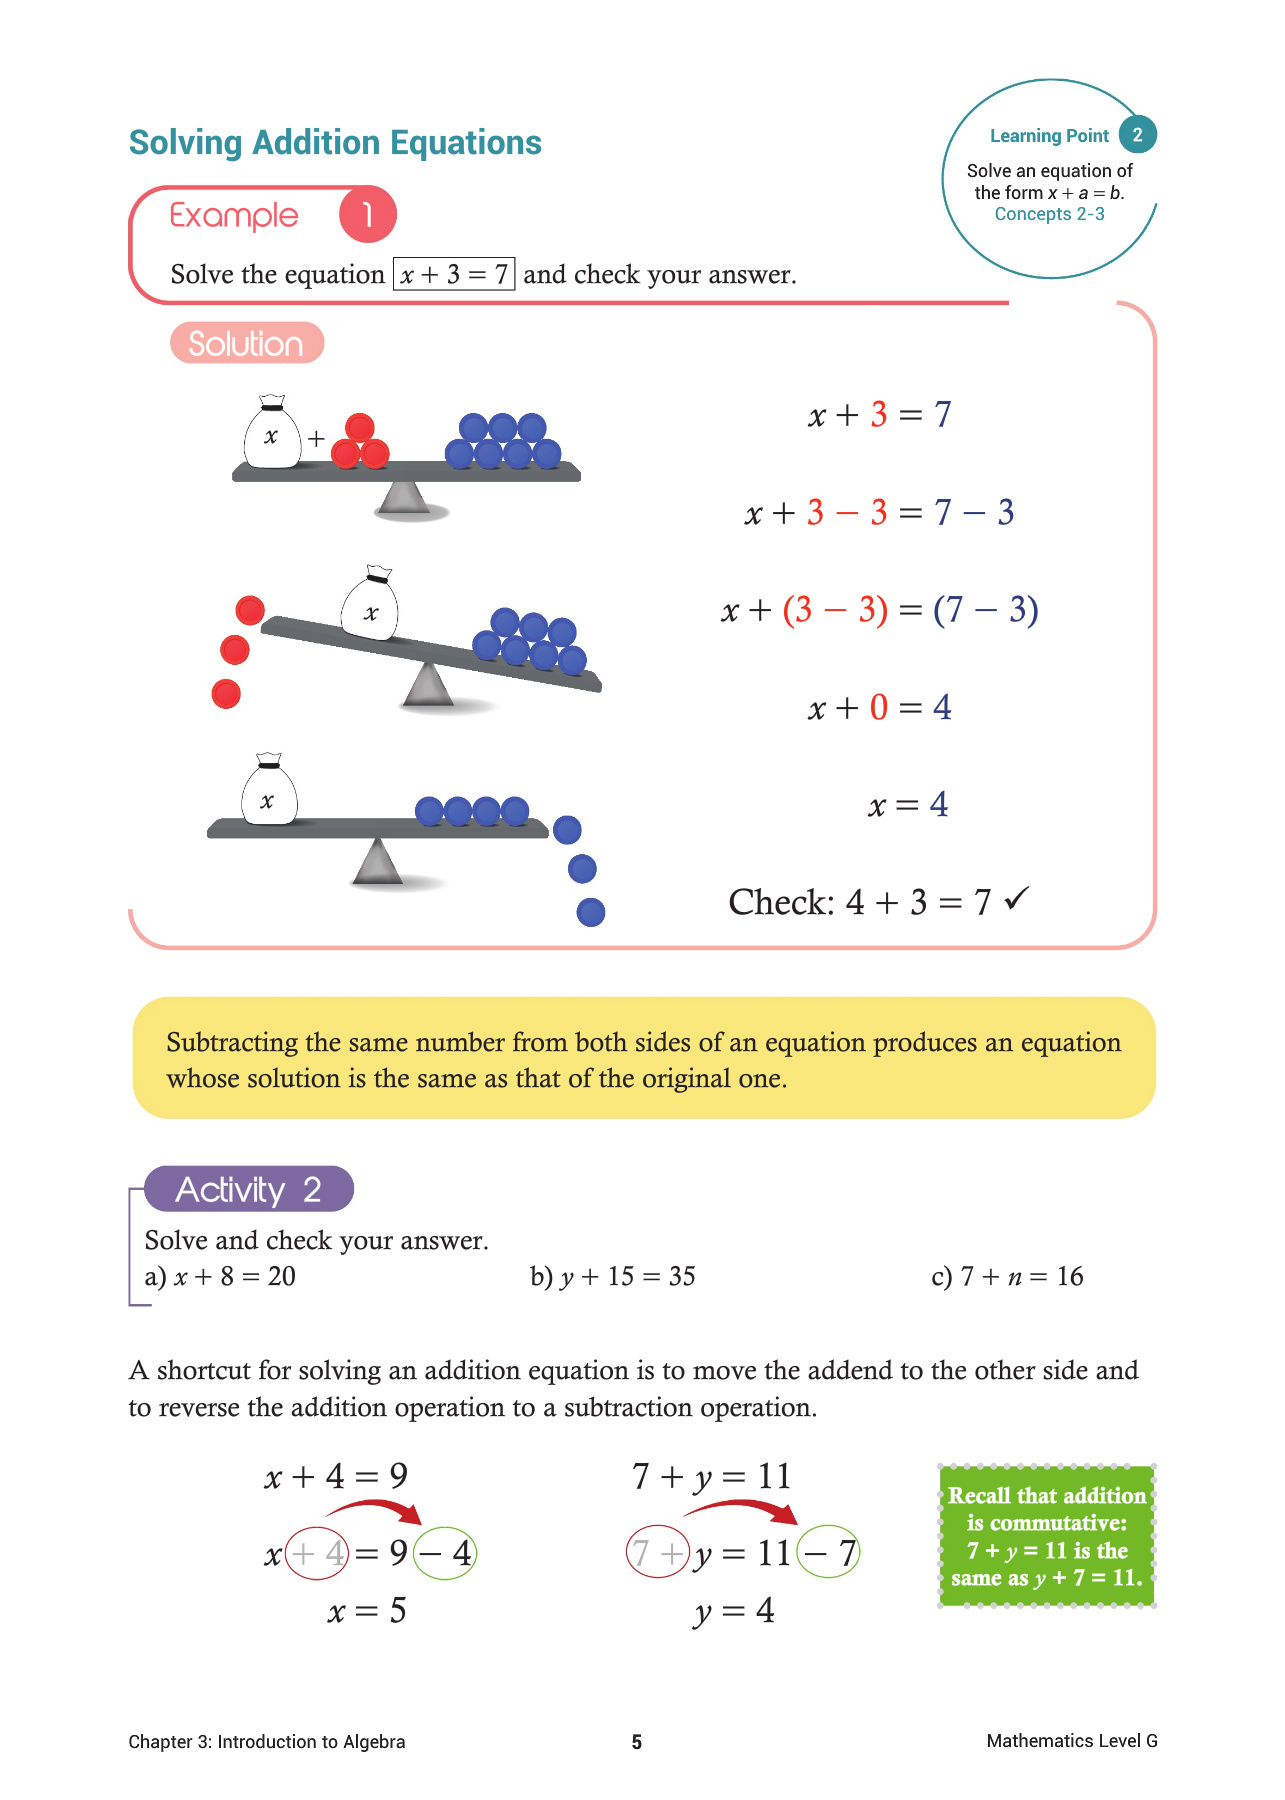 Solving Addition Equations
Learning Point 2
Solve an equation of
the form x + a = b.
Concepts 2-3
Example 1
Solve the equation x + 3 = 7 and check your answer.
Solution
x +
x + 3 = 7
x + 3 − 3 = 7 − 3
x
x + (3 − 3) = (7 − 3)
x + 0 = 4
x
x = 4
Check: 4 + 3 = 7 ✓
Subtracting the same number from both sides of an equation produces an equation
whose solution is the same as that of the original one.
Activity 2
Solve and check your answer.
a) x + 8 = 20 b) y + 15 = 35 c) 7 + n = 16
A shortcut for solving an addition equation is to move the addend to the other side and
to reverse the addition operation to a subtraction operation.
x + 4 = 9
x + 4 = 9 − 4
x = 5
7 + y = 11
7 + y = 11 − 7
y = 4
Recall that addition
is commutative:
7 + y = 11 is the
same as y + 7 = 11.
Chapter 3: Introduction to Algebra 5 Mathematics Level G